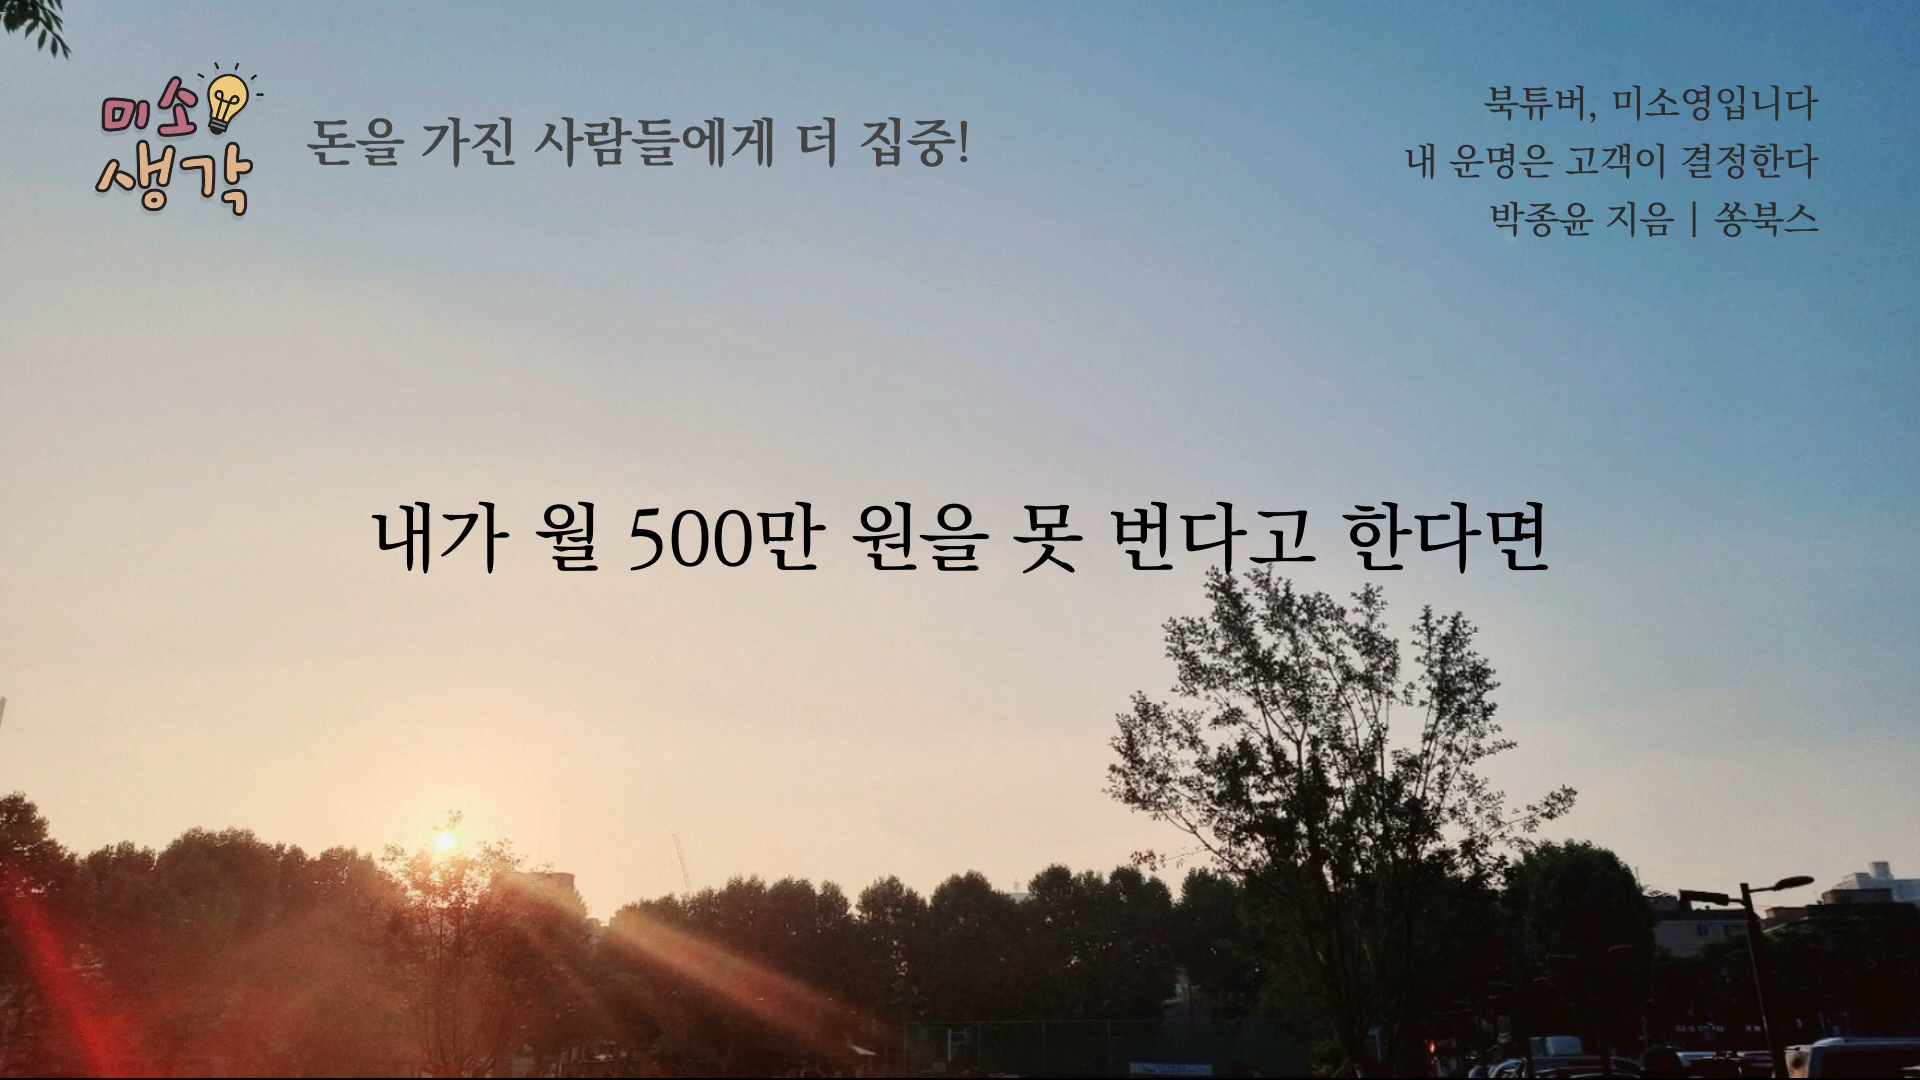 미소
생각
돈을 가진 사람들에게 더 집중!
북튜버, 미소영입니다
내 운명은 고객이 결정한다
박종윤 지음 | 쏭북스
내가 월 500만 원을 못 번다고 한다면